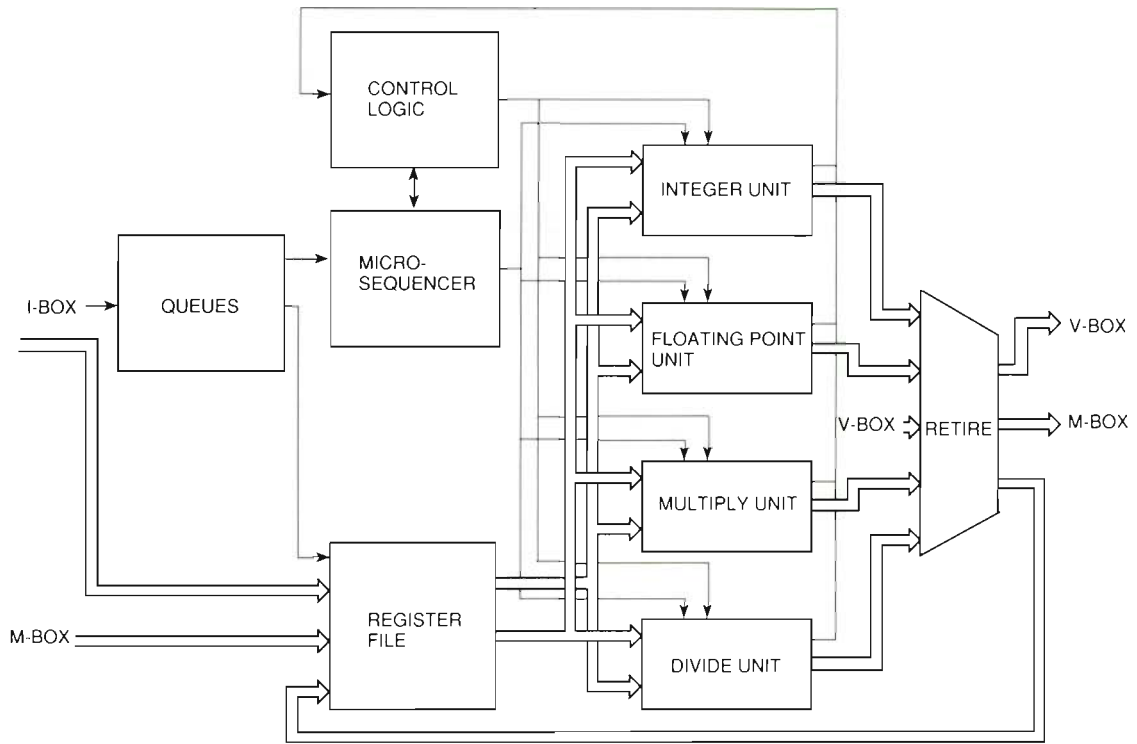 CONTROL
LOGIC
INTEGER UNIT
MICRO-
SEQUENCER
QUEUES
I-BOX
FLOATING POINT
UNIT
V-BOX
V-BOX
RETIRE
M-BOX
MULTIPLY UNIT
REGISTER
FILE
M-BOX
DIVIDE UNIT